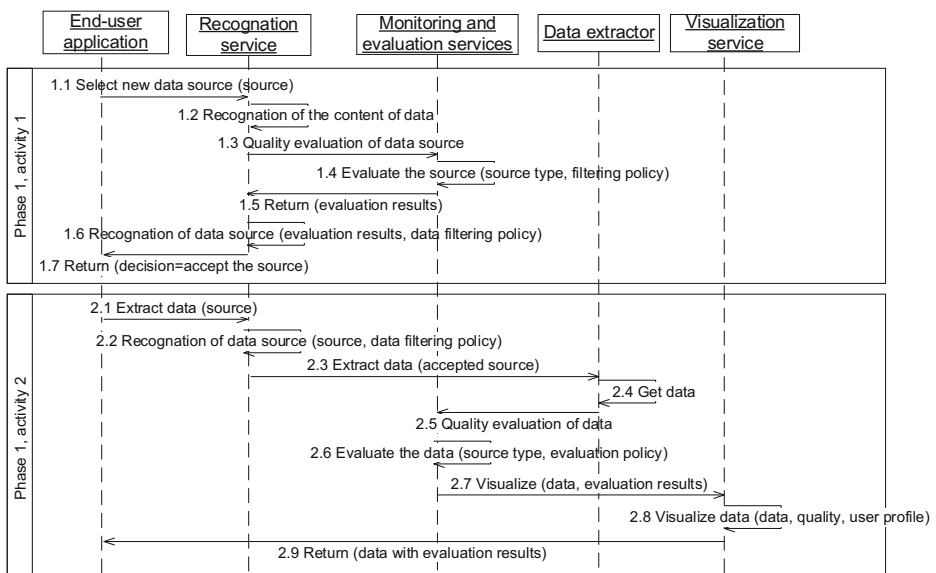 End-user
application
Recognation
service
Monitoring and
evaluation services
Data extractor
Visualization
service
Phase 1, activity 1
1.1 Select new data source (source)
1.2 Recognation of the content of data
1.3 Quality evaluation of data source
1.4 Evaluate the source (source type, filtering policy)
1.5 Return (evaluation results)
1.6 Recognation of data source (evaluation results, data filtering policy)
1.7 Return (decision=accept the source)
Phase 1, activity 2
2.1 Extract data (source)
2.2 Recognation of data source (source, data filtering policy)
2.3 Extract data (accepted source)
2.4 Get data
2.5 Quality evaluation of data
2.6 Evaluate the data (source type, evaluation policy)
2.7 Visualize (data, evaluation results)
2.8 Visualize data (data, quality, user profile)
2.9 Return (data with evaluation results)